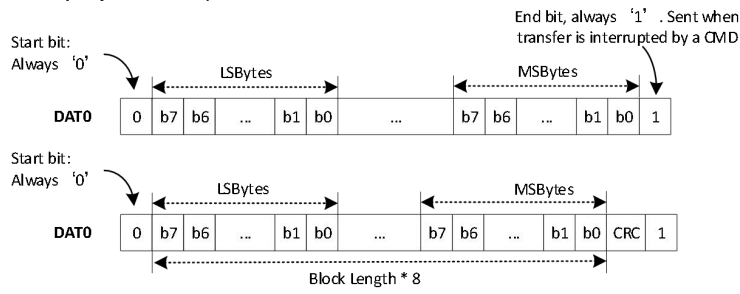 End bit, always ‘1’ . Sent when
transfer is interrupted by a CMD
Start bit:
Always ‘0’
LSBytes MSBytes
DAT0 0 b7 b6 ... b1 b0 ... b7 b6 ... b1 b0 1
Start bit:
Always ‘0’
LSBytes MSBytes
DAT0 0 b7 b6 ... b1 b0 ... b7 b6 ... b1 b0 CRC 1
Block Length * 8